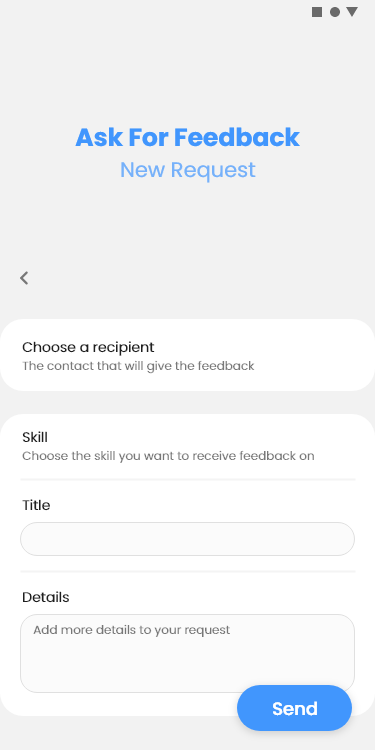 Ask For Feedback
New Request
Choose a recipient
The contact that will give the feedback
Skill
Choose the skill you want to receive feedback on
Title
Details
Add more details to your request
Send